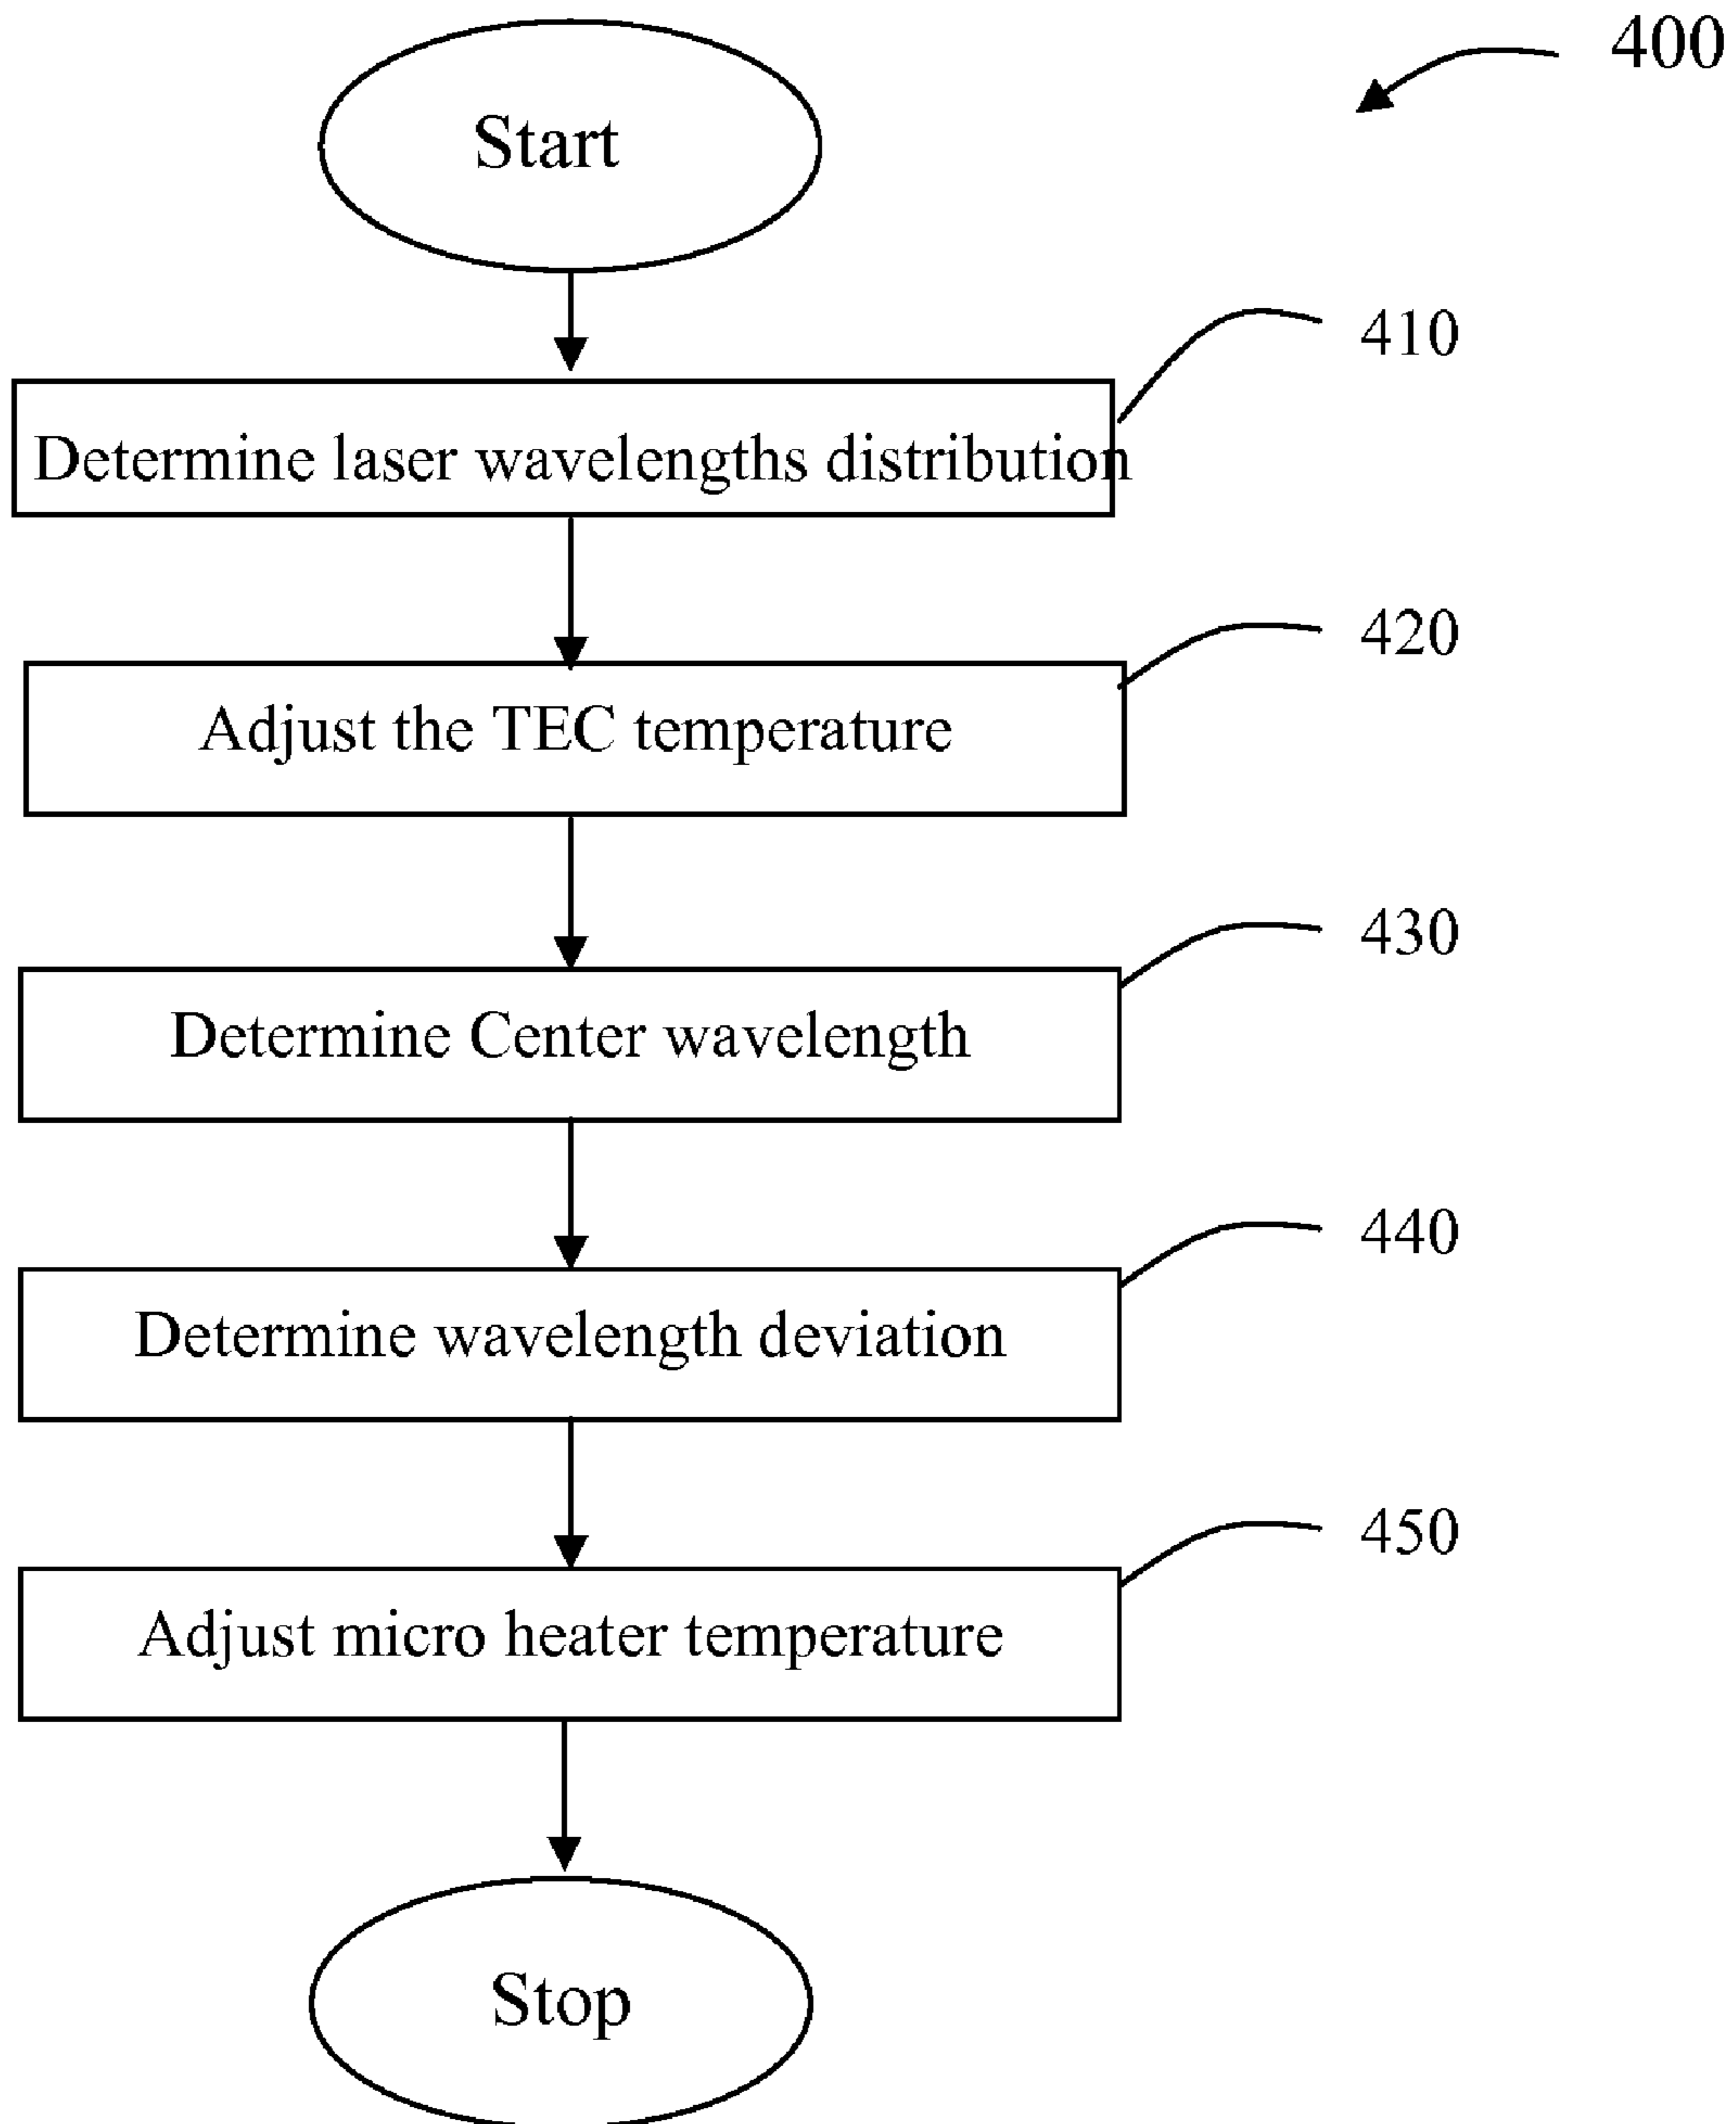 400
Start
410
Determine laser wavelengths distribution
420
Adjust the TEC temperature
430
Determine Center wavelength
440
Determine wavelength deviation
450
Adjust micro heater temperature
Stop